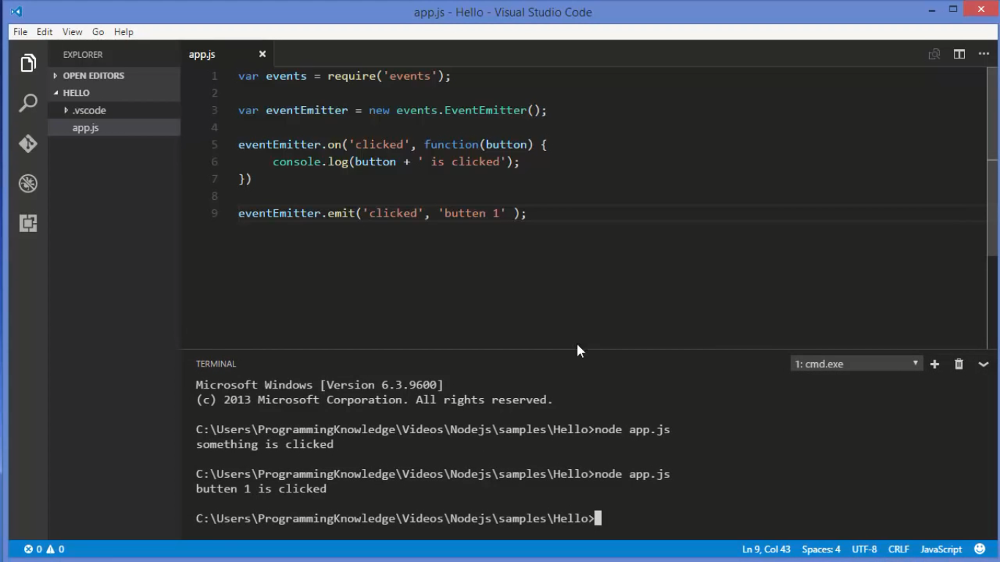 app.js - Hello - Visual Studio Code
File Edit View Go Help
EXPLORER
OPEN EDITORS
HELLO
.vscode
app.js
app.js
1 var events = require('events');
2
3 var eventEmitter = new events.EventEmitter();
4
5 eventEmitter.on('clicked', function(button) {
6 console.log(button + ' is clicked');
7 })
8
9 eventEmitter.emit('clicked', 'butten 1' );
TERMINAL
1: cmd.exe
Microsoft Windows [Version 6.3.9600]
(c) 2013 Microsoft Corporation. All rights reserved.
C:\Users\ProgrammingKnowledge\Videos\Nodejs\samples\Hello>node app.js
something is clicked
C:\Users\ProgrammingKnowledge\Videos\Nodejs\samples\Hello>node app.js
butten 1 is clicked
C:\Users\ProgrammingKnowledge\Videos\Nodejs\samples\Hello>
0 0 Ln 9, Col 43 Spaces: 4 UTF-8 CRLF JavaScript